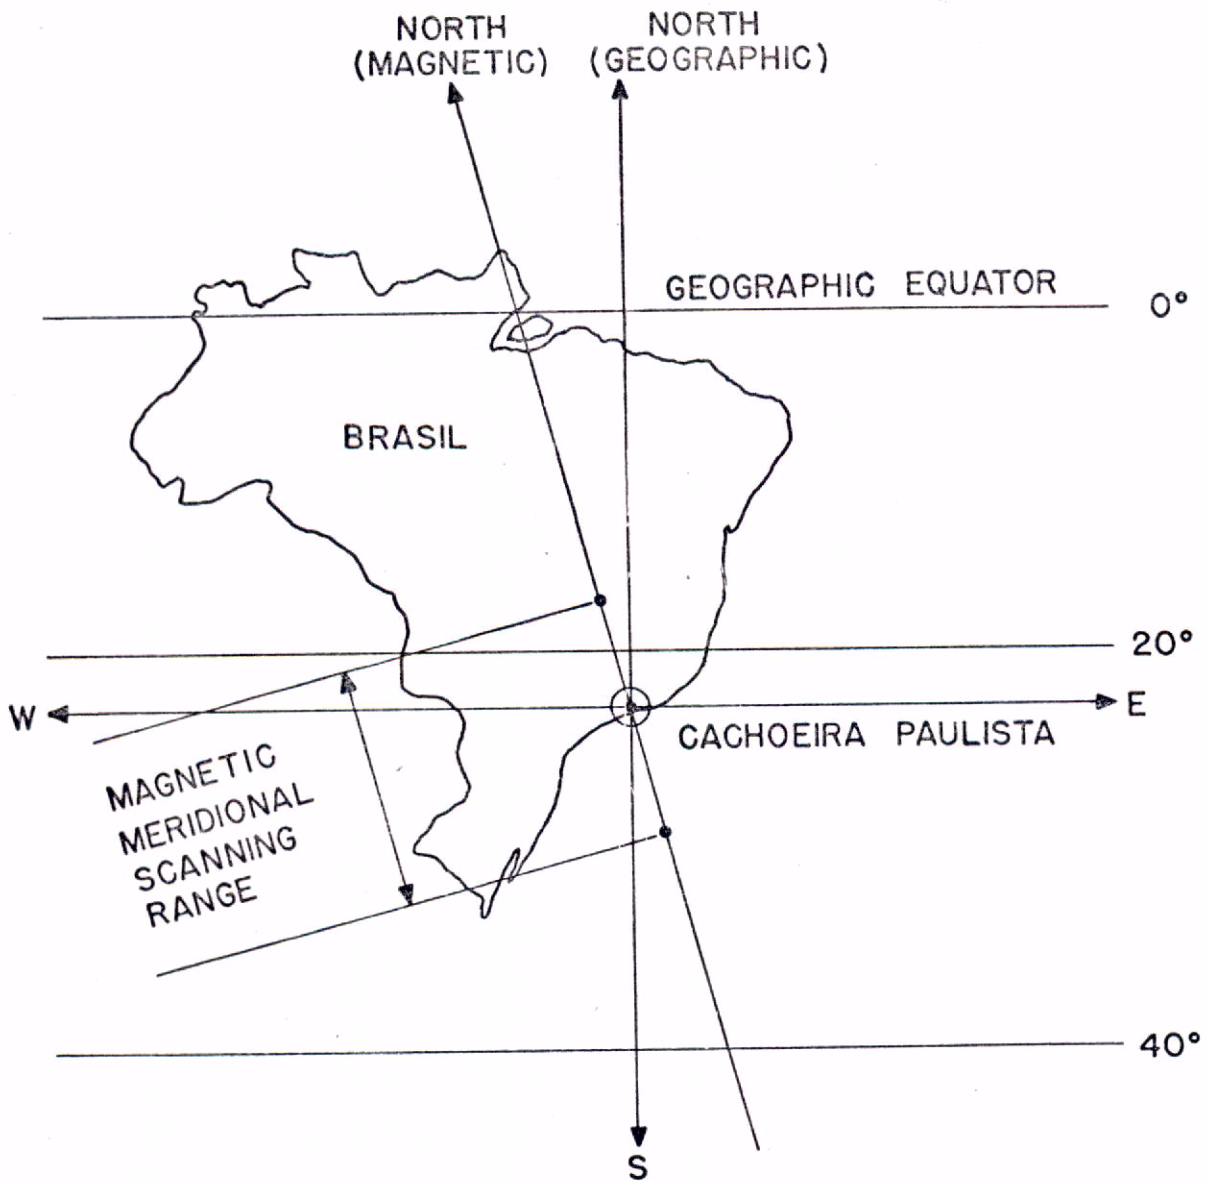 NORTH
(MAGNETIC)
NORTH
(GEOGRAPHIC)
GEOGRAPHIC EQUATOR
0°
BRASIL
20°
W
E
CACHOEIRA PAULISTA
MAGNETIC
MERIDIONAL
SCANNING
RANGE
40°
S